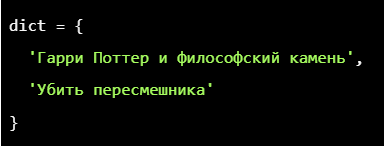 dict = {
'Гарри Поттер и философский камень',
'Убить пересмешника'
}